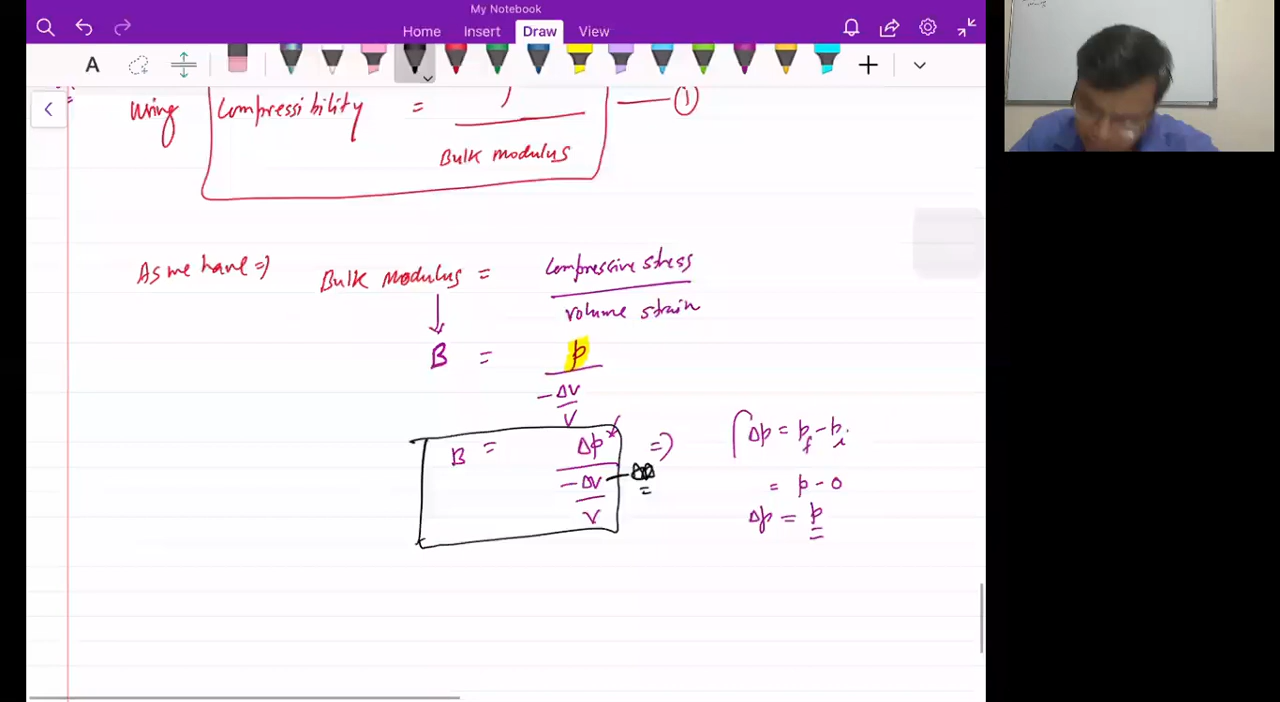 My Notebook
Home Insert Draw View
A
using Compressibility = 1
Bulk modulus
As we have => Bulk modulus = compressive stress
volume strain
B = p
-ΔV
V
B = Δp => Δp = pf - pi
-ΔV = p - 0
V Δp = p